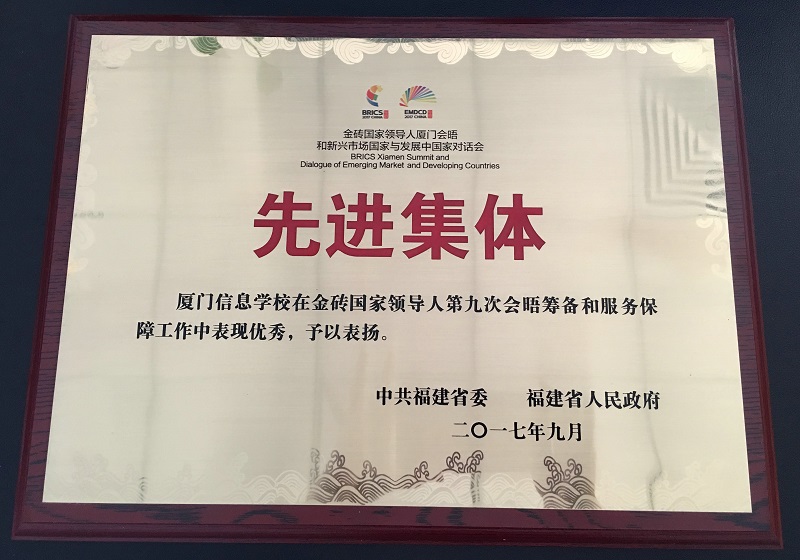 BRICS EMDCD
2017 CHINA 2017 CHINA
金砖国家领导人厦门会晤
和新兴市场国家与发展中国家对话会
BRICS Xiamen Summit and
Dialogue of Emerging Market and Developing Countries
先进集体
厦门信息学校在金砖国家领导人第九次会晤筹备和服务保
障工作中表现优秀，予以表扬。
中共福建省委 福建省人民政府
二〇一七年九月